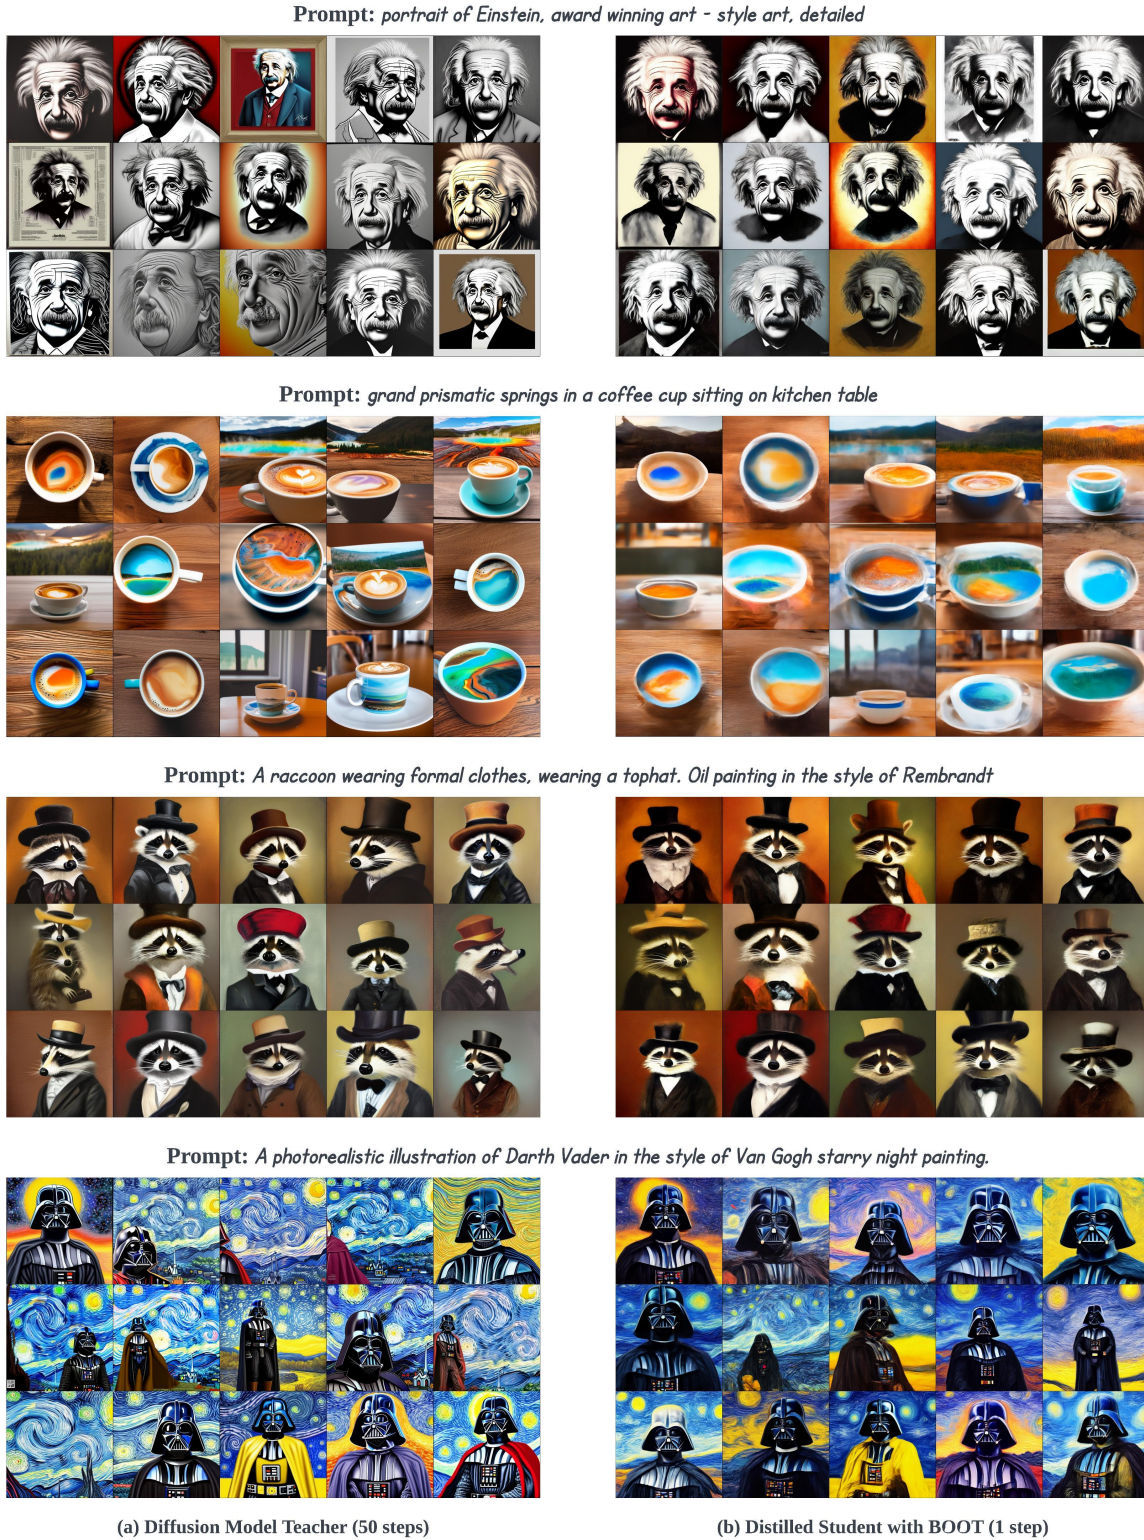 Prompt: portrait of Einstein, award winning art - style art, detailed
Prompt: grand prismatic springs in a coffee cup sitting on kitchen table
Prompt: A raccoon wearing formal clothes, wearing a tophat. Oil painting in the style of Rembrandt
Prompt: A photorealistic illustration of Darth Vader in the style of Van Gogh starry night painting.
(a) Diffusion Model Teacher (50 steps)
(b) Distilled Student with BOOT (1 step)